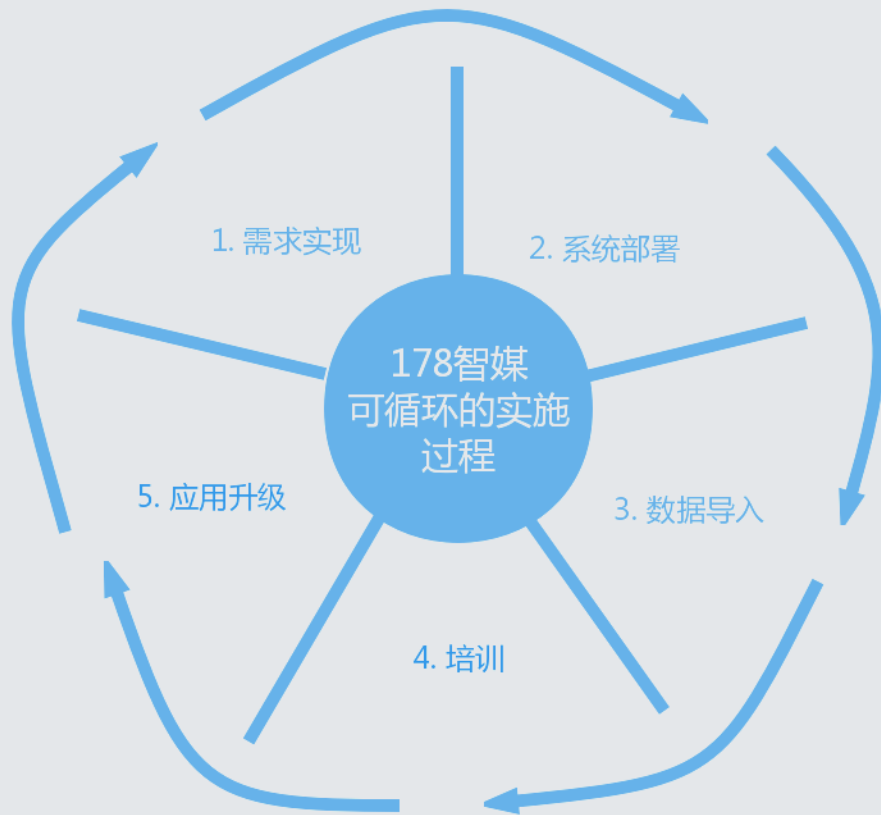 1. 需求实现
2. 系统部署
178智媒
可循环的实施
过程
5. 应用升级
3. 数据导入
4. 培训